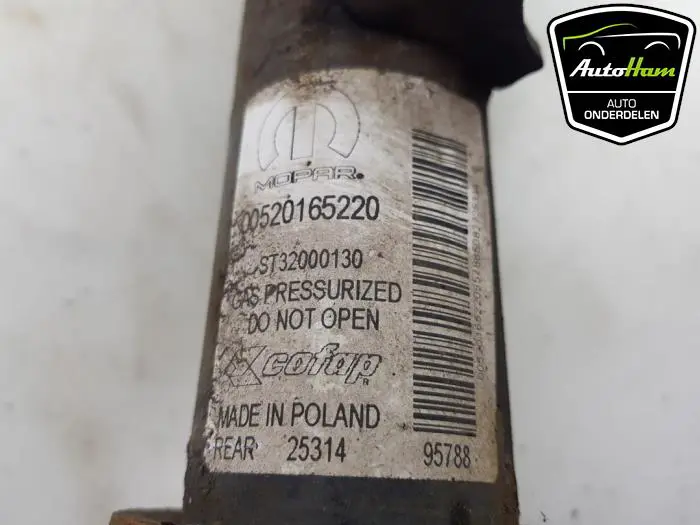 AutoHam
AUTO
ONDERDELEN
MOPAR®
00520165220
ST32000130
GAS PRESSURIZED
DO NOT OPEN
cofap®
MADE IN POLAND
REAR 25314 95788